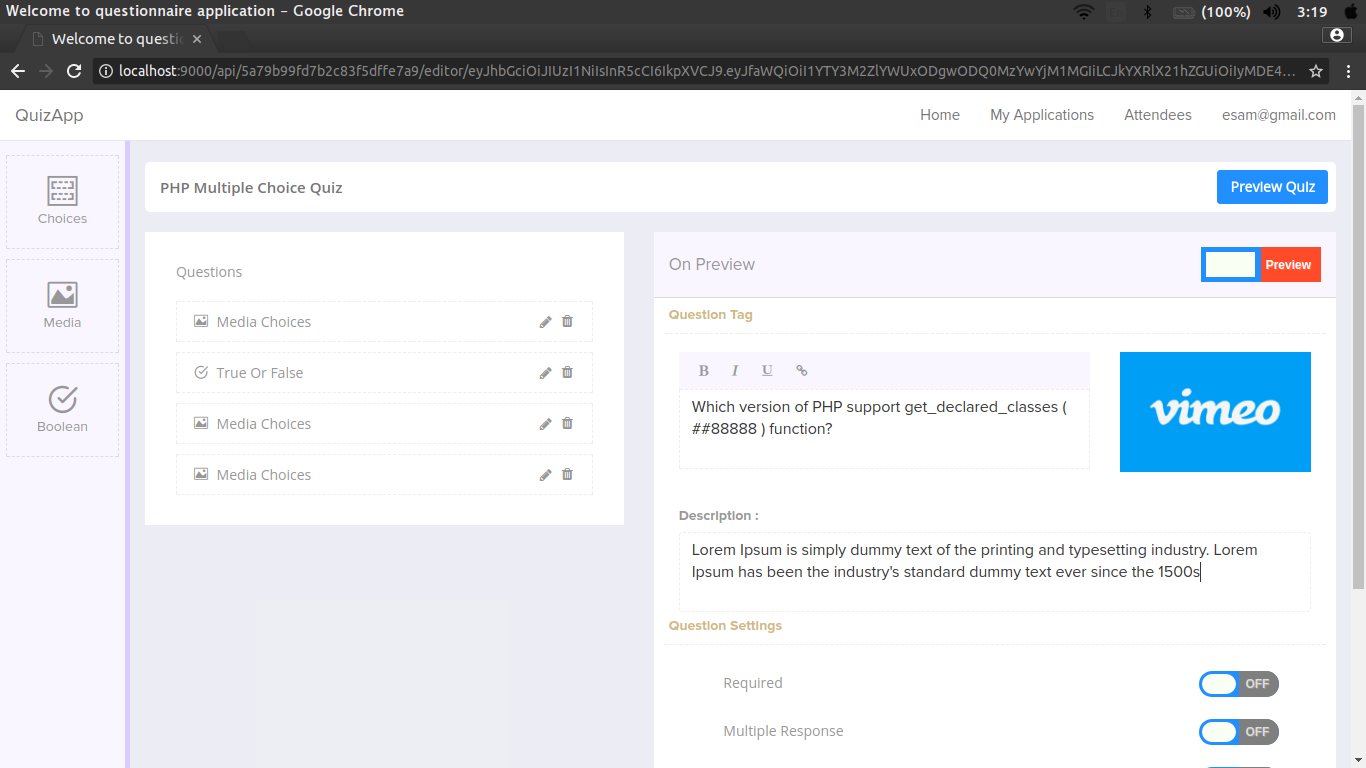 Welcome to questionnaire application - Google Chrome
(100%)
3:19
Welcome to questi
localhost:9000/api/5a79b99fd7b2c83f5dffe7a9/editor/eyJhbGciOiJIUzI1NiIsInR5cCI6IkpXVCJ9.eyJfaWQiOiI1YTY3M2ZlYWUxODgwODQ0MzYwYjM1MGIiLCJkYXRlX21hZGUiOiIyMDE4...
QuizApp
Home
My Applications
Attendees
esam@gmail.com
Choices
Media
Boolean
PHP Multiple Choice Quiz
Preview Quiz
Questions
Media Choices
True Or False
Media Choices
Media Choices
On Preview
Preview
Question Tag
B I U
Which version of PHP support get_declared_classes (
##88888 ) function?
vimeo
Description :
Lorem Ipsum is simply dummy text of the printing and typesetting industry. Lorem
Ipsum has been the industry's standard dummy text ever since the 1500s
Question Settings
Required
OFF
Multiple Response
OFF